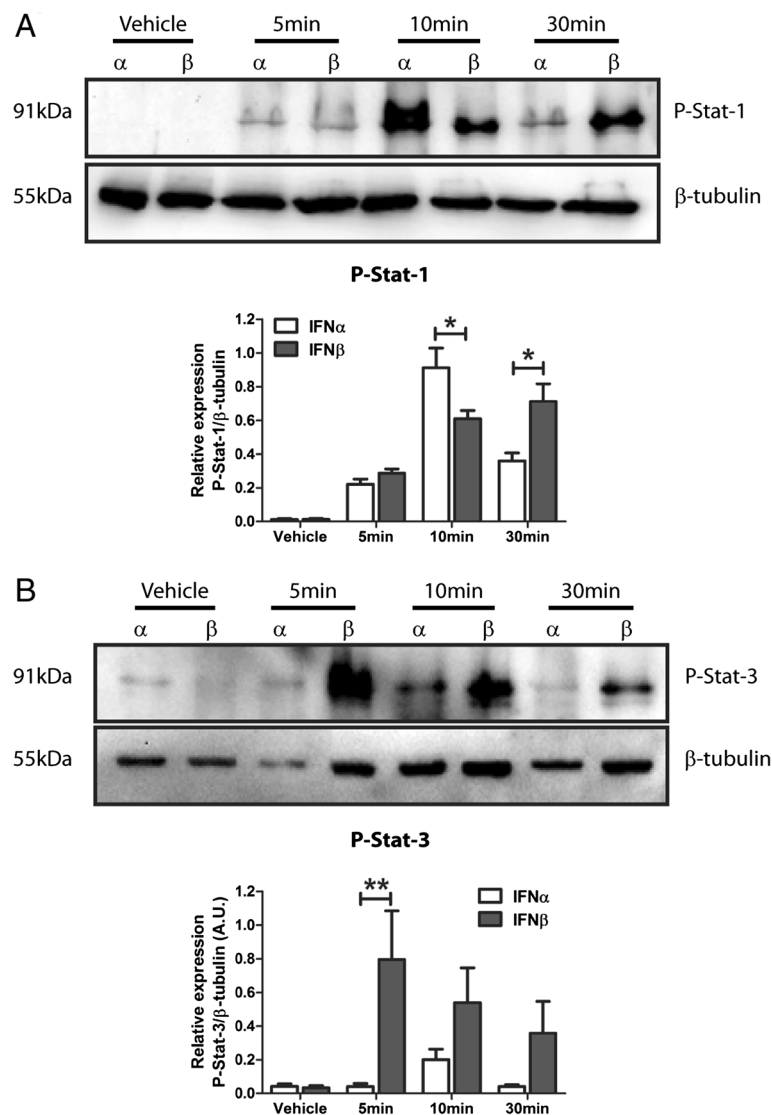 A
Vehicle 5min 10min 30min
α β α β α β α β
91kDa P-Stat-1
55kDa β-tubulin
P-Stat-1
Relative expression
P-Stat-1/β-tubulin
1.2
1.0
0.8
0.6
0.4
0.2
0.0
IFNα
IFNβ
* *
Vehicle 5min 10min 30min
B
Vehicle 5min 10min 30min
α β α β α β α β
91kDa P-Stat-3
55kDa β-tubulin
P-Stat-3
Relative expression
P-Stat-3/β-tubulin (A.U.)
1.2
1.0
0.8
0.6
0.4
0.2
0.0
**
IFNα
IFNβ
Vehicle 5min 10min 30min